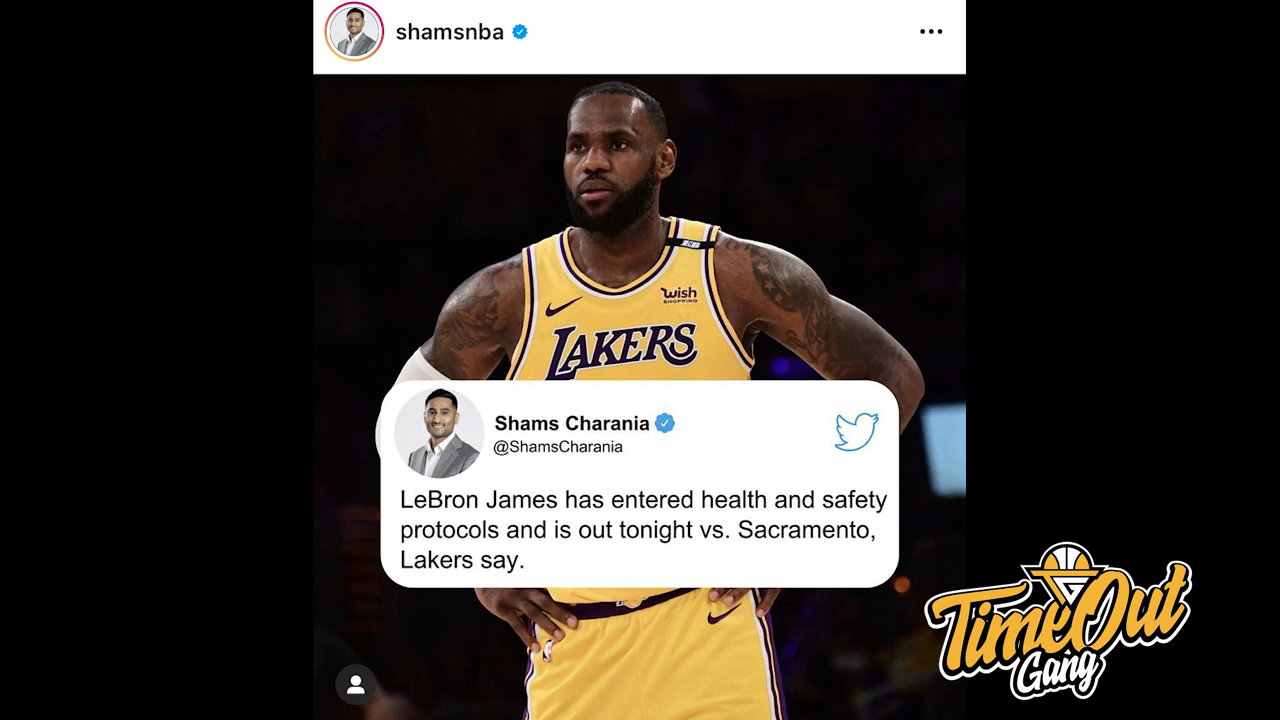 shamsnba
wish
SHOPPING
LAKERS
Shams Charania
@ShamsCharania
LeBron James has entered health and safety
protocols and is out tonight vs. Sacramento,
Lakers say.
TimeOut
Gang